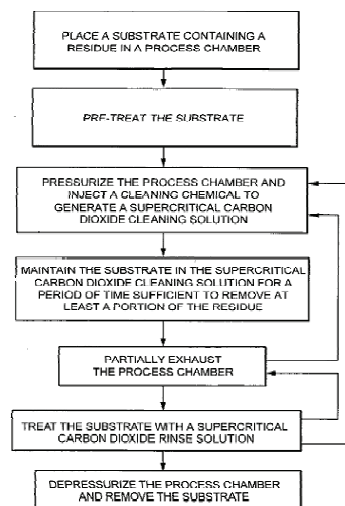 PLACE A SUBSTRATE CONTAINING A
RESIDUE IN A PROCESS CHAMBER
PRE-TREAT THE SUBSTRATE
PRESSURIZE THE PROCESS CHAMBER AND
INJECT A CLEANING CHEMICAL TO
GENERATE A SUPERCRITICAL CARBON
DIOXIDE CLEANING SOLUTION
MAINTAIN THE SUBSTRATE IN THE SUPERCRITICAL
CARBON DIOXIDE CLEANING SOLUTION FOR A
PERIOD OF TIME SUFFICIENT TO REMOVE AT
LEAST A PORTION OF THE RESIDUE
PARTIALLY EXHAUST
THE PROCESS CHAMBER
TREAT THE SUBSTRATE WITH A SUPERCRITICAL
CARBON DIOXIDE RINSE SOLUTION
DEPRESSURIZE THE PROCESS CHAMBER
AND REMOVE THE SUBSTRATE